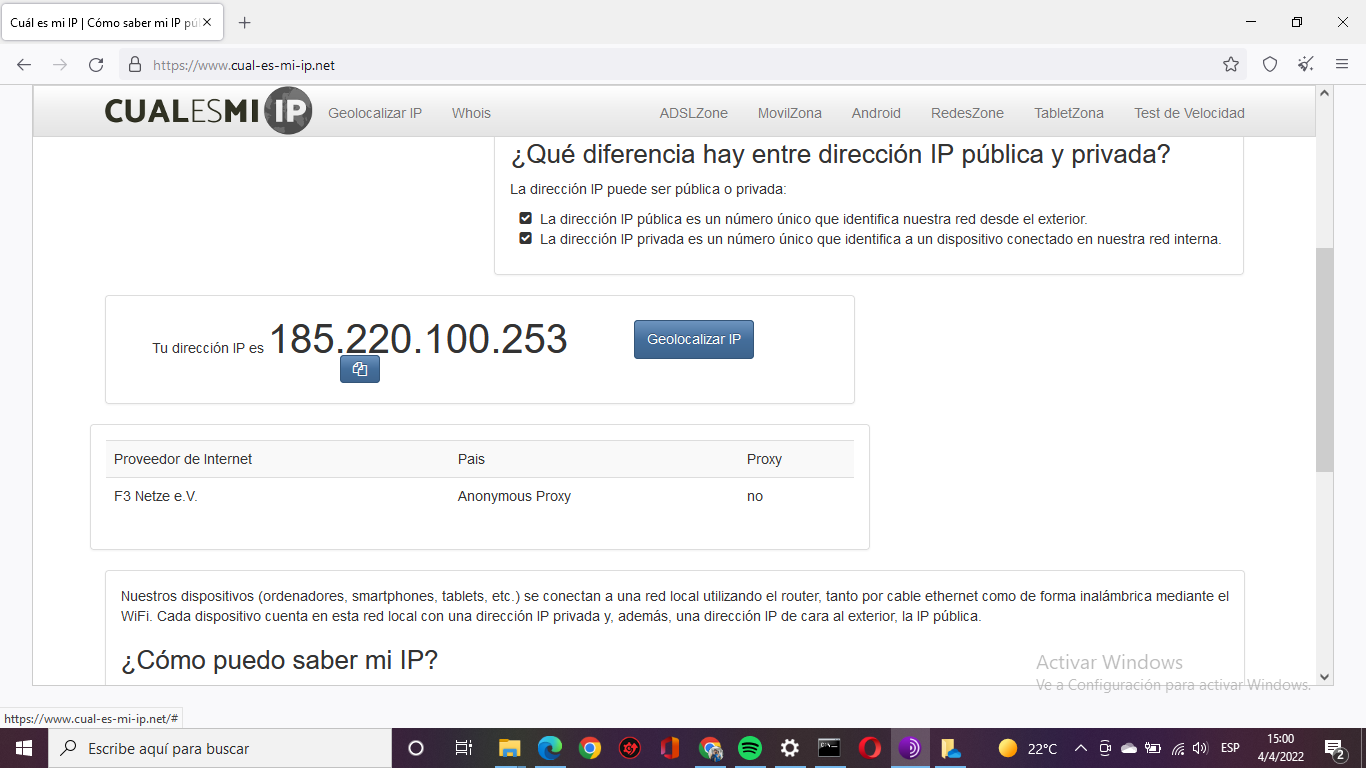 Cuál es mi IP | Cómo saber mi IP púb
https://www.cual-es-mi-ip.net
CUALESMI IP Geolocalizar IP Whois ADSLZone MovilZona Android RedesZone TabletZona Test de Velocidad
¿Qué diferencia hay entre dirección IP pública y privada?
La dirección IP puede ser pública o privada:
La dirección IP pública es un número único que identifica nuestra red desde el exterior.
La dirección IP privada es un número único que identifica a un dispositivo conectado en nuestra red interna.
Tu dirección IP es 185.220.100.253 Geolocalizar IP
Proveedor de Internet Pais Proxy
F3 Netze e.V. Anonymous Proxy no
Nuestros dispositivos (ordenadores, smartphones, tablets, etc.) se conectan a una red local utilizando el router, tanto por cable ethernet como de forma inalámbrica mediante el
WiFi. Cada dispositivo cuenta en esta red local con una dirección IP privada y, además, una dirección IP de cara al exterior, la IP pública.
¿Cómo puedo saber mi IP?
Activar Windows
Ve a Configuración para activar Windows.
https://www.cual-es-mi-ip.net/#
Escribe aquí para buscar 22°C ESP 15:00
4/4/2022 2